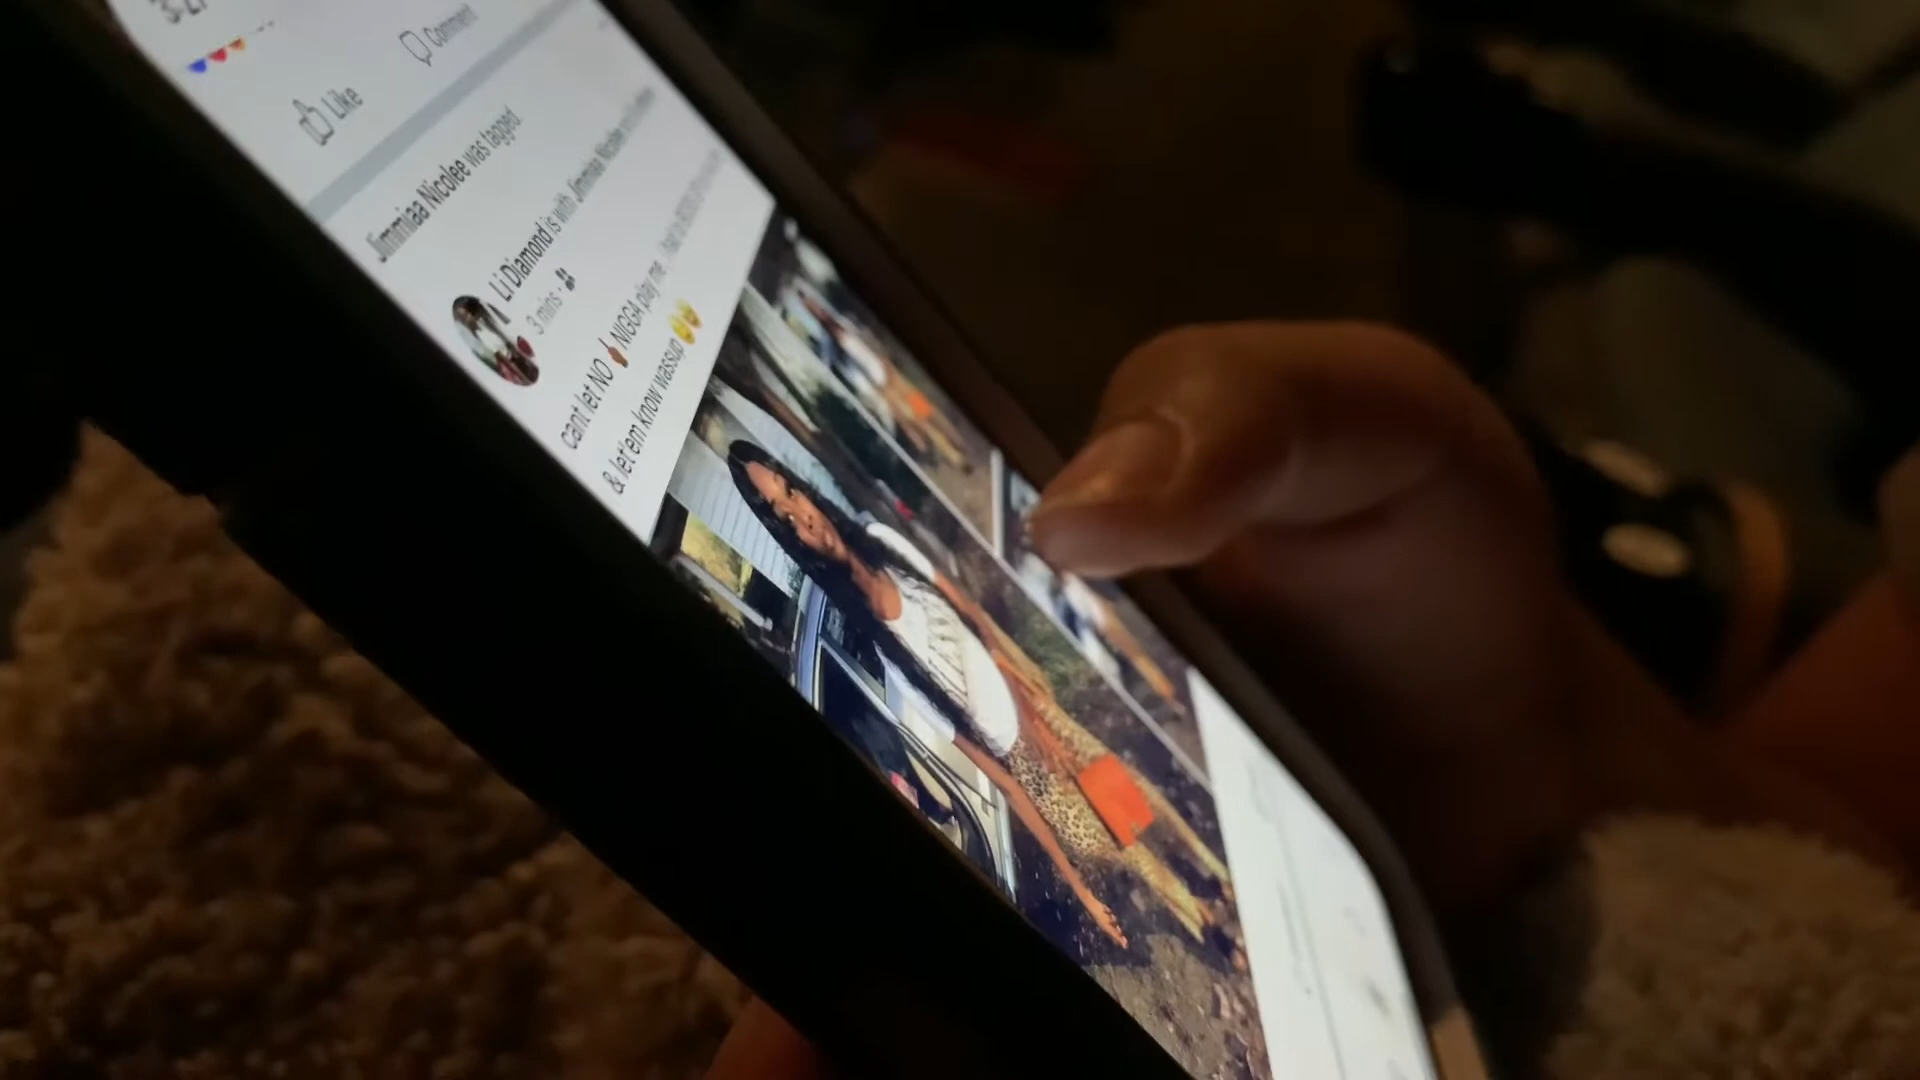 Comment
Like
Jimmiaa Nicolee was tagged.
Li Diamond is with Jimmiaa Nicolee
3 mins ·
cant let NO NIGGA play me
& let'em know wassup